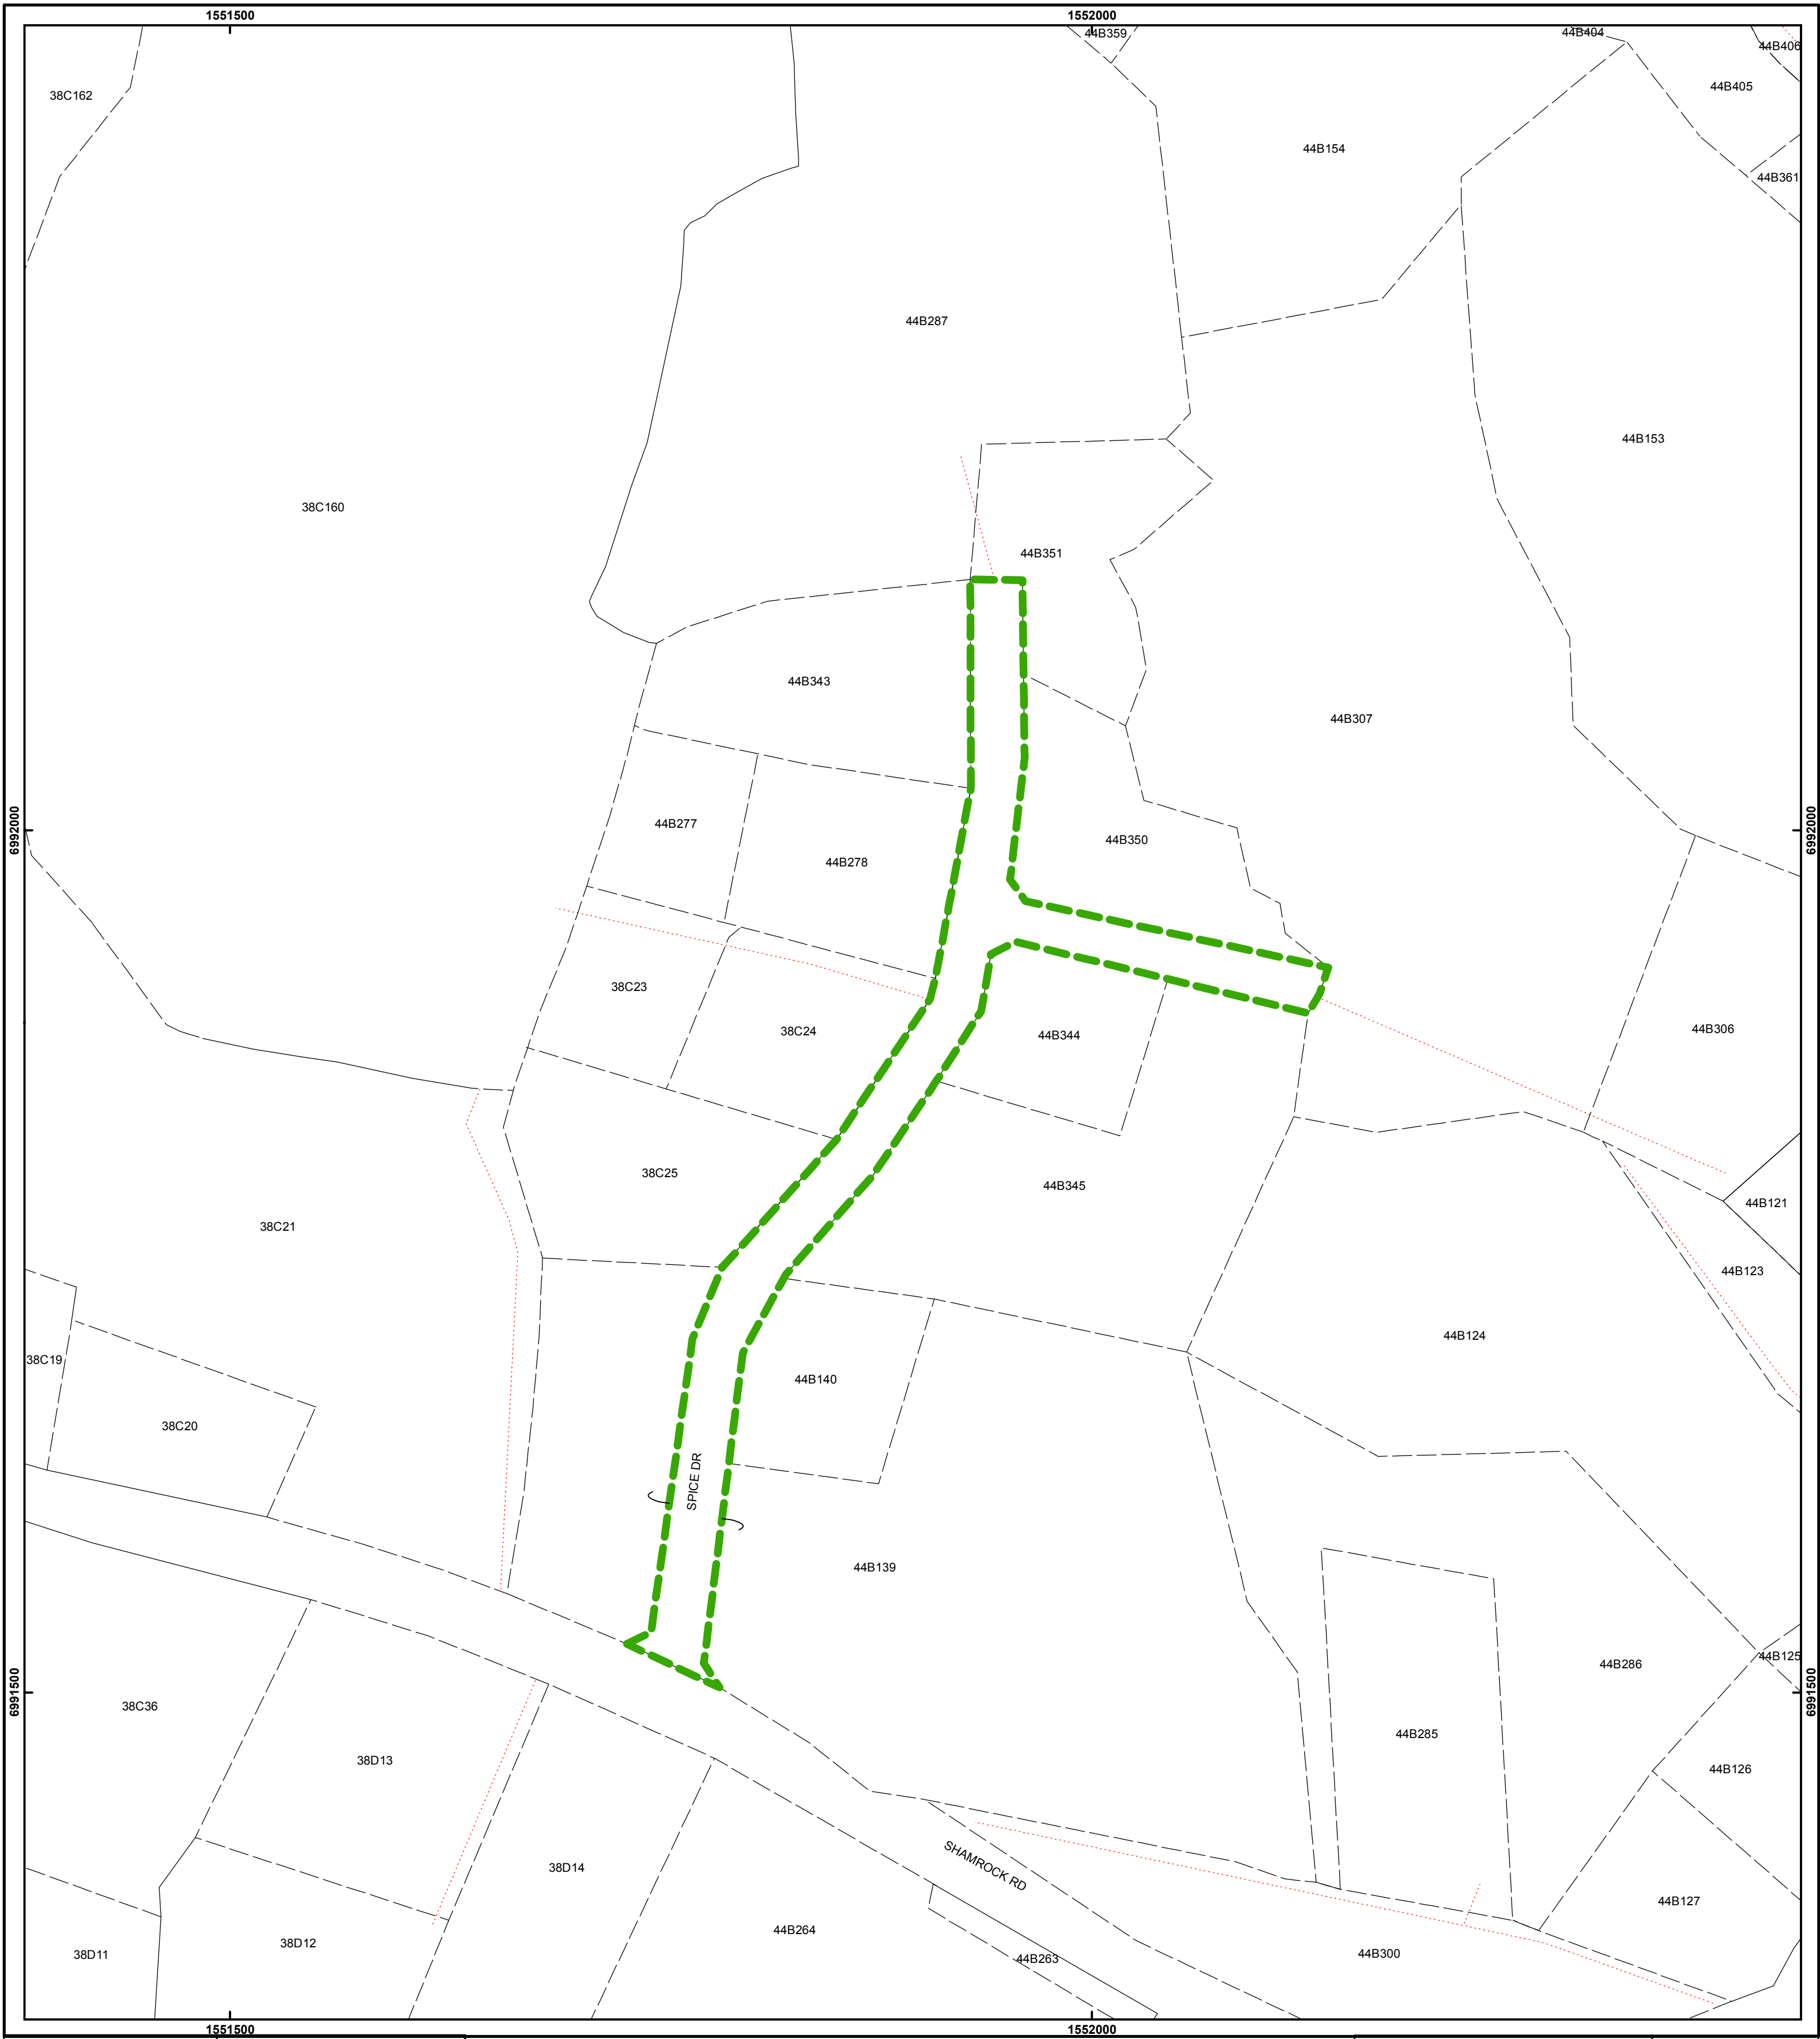 1551500
1552000
44B359
44B404
44B406
38C162
44B405
44B154
44B361
44B287
44B153
38C160
44B351
44B343
44B307
6992000
6992000
44B277
44B350
44B278
38C23
38C24
44B344
44B306
38C25
44B345
44B121
38C21
44B123
44B124
38C19
44B140
38C20
SPICE DR
44B139
44B125
44B286
6991500
6991500
38C36
44B285
38D13
44B126
38D14
SHAMROCK RD
44B127
44B264
38D12
38D11
44B300
44B263
1551500
1552000